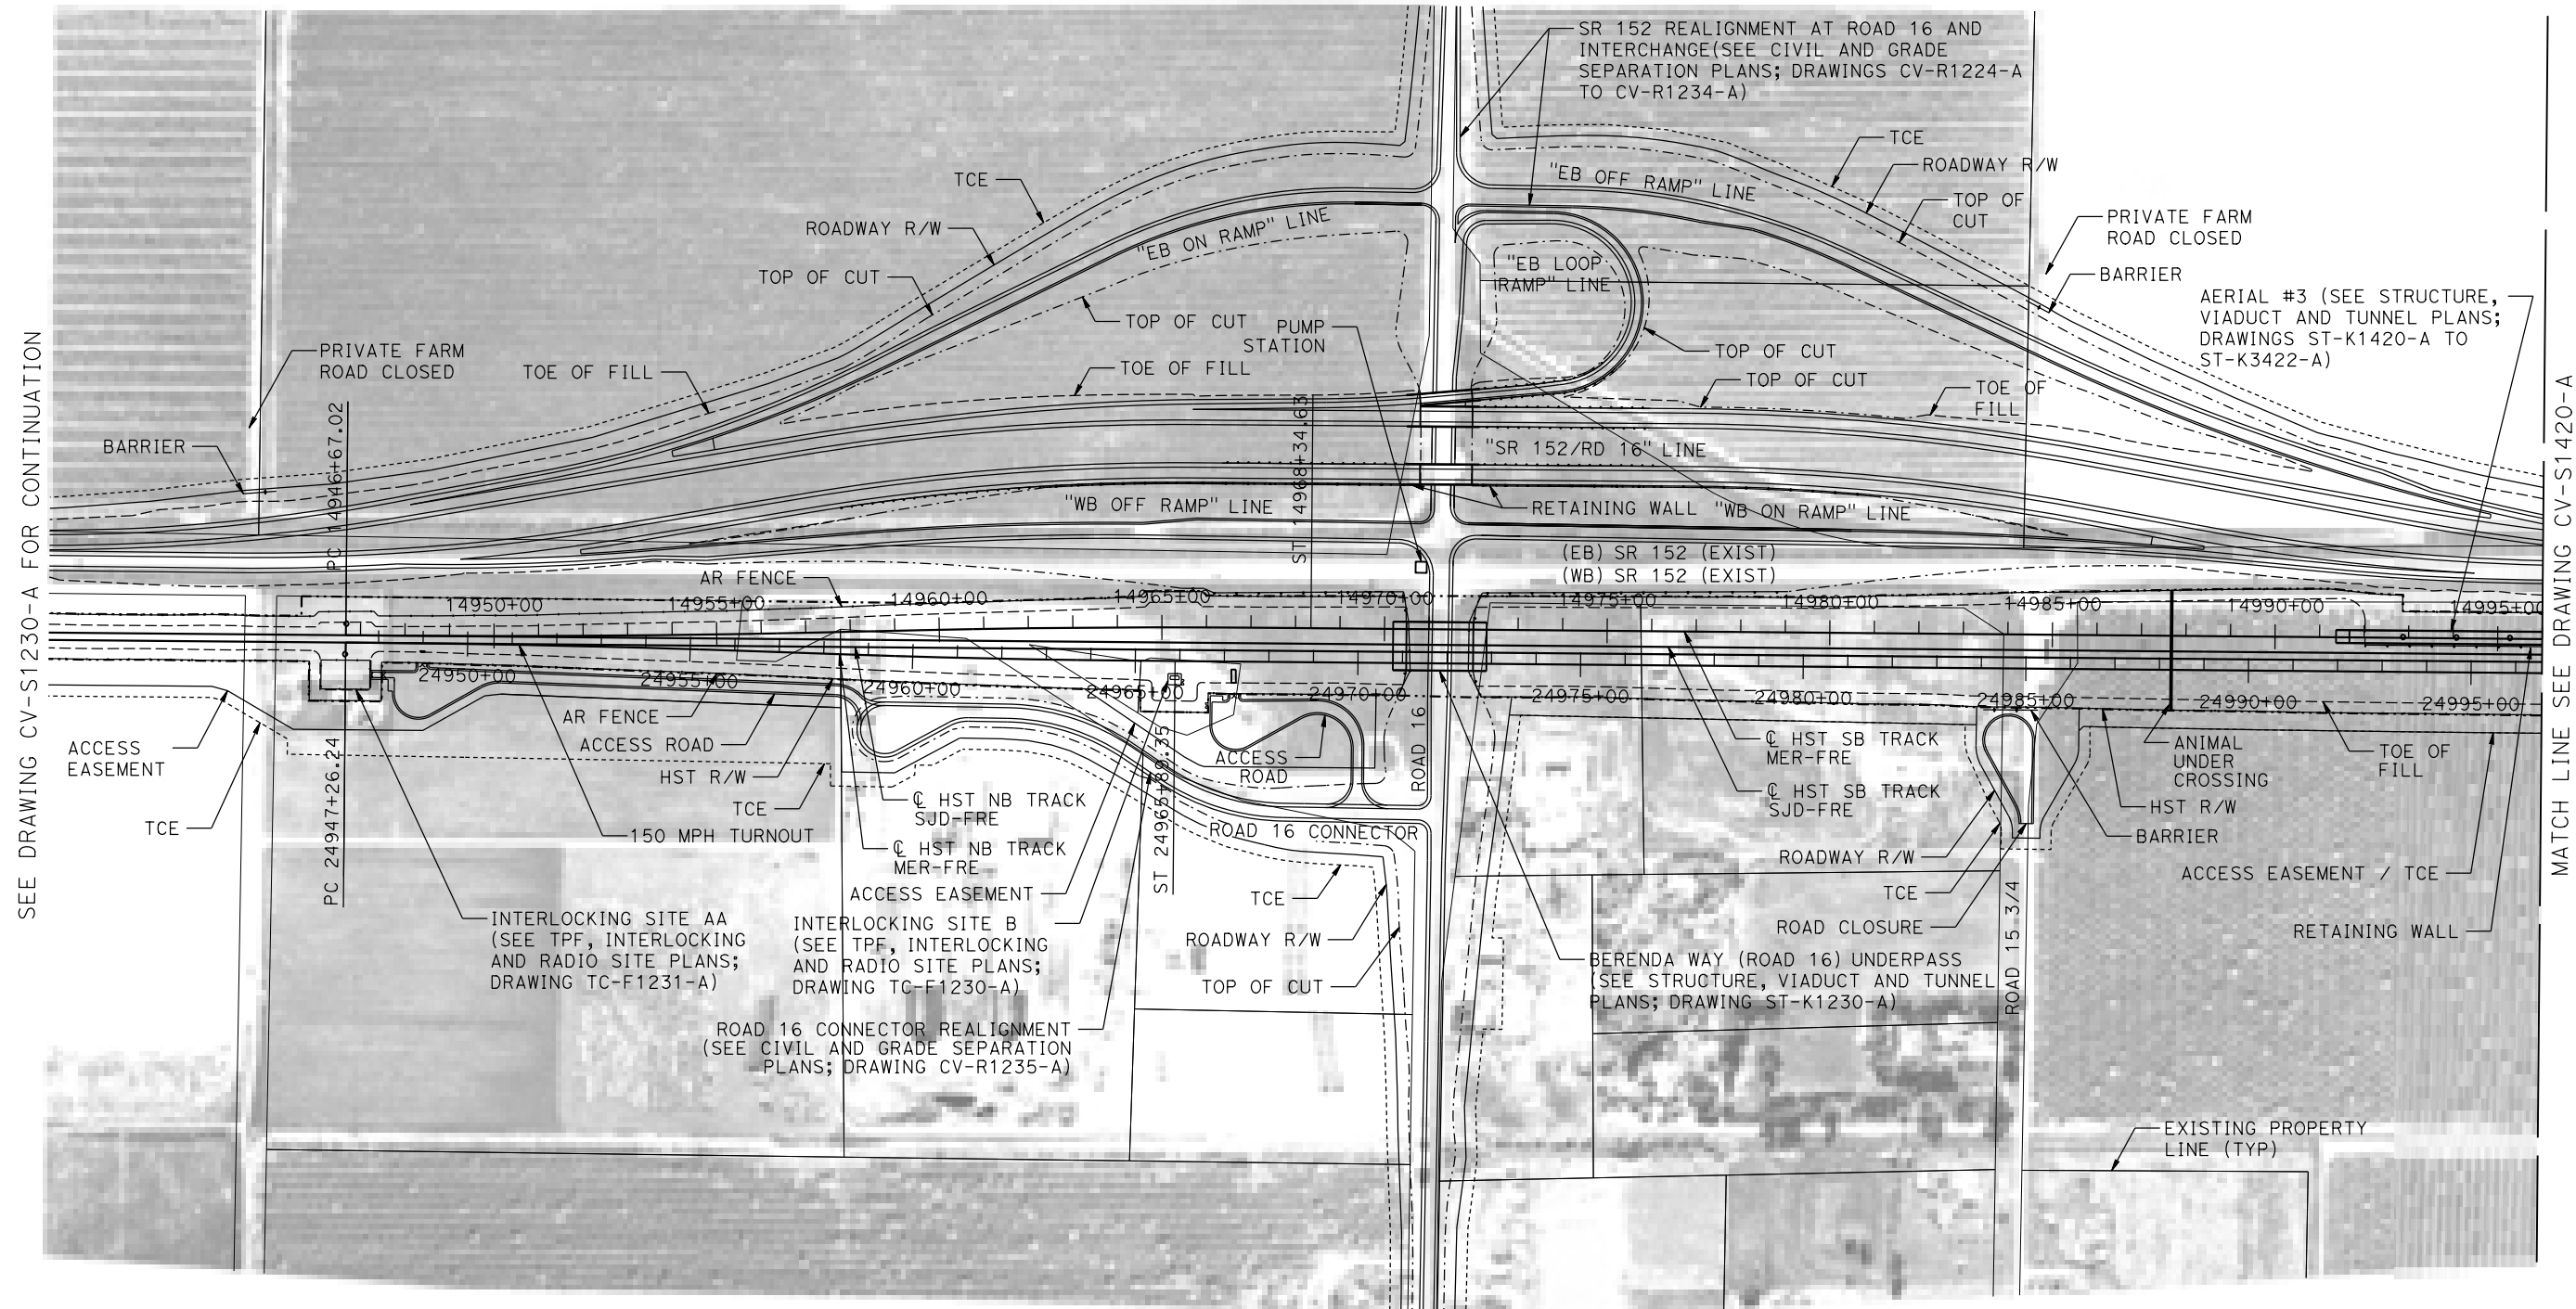 SR 152 REALIGNMENT AT ROAD 16 AND
INTERCHANGE(SEE CIVIL AND GRADE
SEPARATION PLANS; DRAWINGS CV-R1224-A
TO CV-R1234-A)
TCE
ROADWAY R/W
"EB OFF RAMP" LINE
TOP OF
CUT
PRIVATE FARM
ROAD CLOSED
BARRIER
AERIAL #3 (SEE STRUCTURE,
VIADUCT AND TUNNEL PLANS;
DRAWINGS ST-K1420-A TO
ST-K3422-A)
TCE
ROADWAY R/W
TOP OF CUT
"EB ON RAMP" LINE
"EB LOOP
RAMP" LINE
TOP OF CUT
PUMP
STATION
TOE OF FILL
PRIVATE FARM
ROAD CLOSED
TOE OF FILL
BARRIER
TOP OF CUT
TOP OF CUT
TOE OF
FILL
PC 14946+67.02
ST 14968+34.63
"SR 152/RD 16" LINE
"WB OFF RAMP" LINE
RETAINING WALL
"WB ON RAMP" LINE
(EB) SR 152 (EXIST)
(WB) SR 152 (EXIST)
AR FENCE
14950+00
14955+00
14960+00
14965+00
14970+00
14975+00
14980+00
14985+00
14990+00
14995+00
24950+00
24955+00
24960+00
24965+00
24970+00
24975+00
24980+00
24985+00
24990+00
24995+00
AR FENCE
ACCESS ROAD
HST R/W
TCE
150 MPH TURNOUT
ACCESS
EASEMENT
TCE
PC 24947+26.24
ST 24965+89.35
ACCESS
ROAD
ROAD 16
℄ HST NB TRACK
SJD-FRE
℄ HST NB TRACK
MER-FRE
ACCESS EASEMENT
ROAD 16 CONNECTOR
℄ HST SB TRACK
MER-FRE
℄ HST SB TRACK
SJD-FRE
ANIMAL
UNDER
CROSSING
TOE OF
FILL
HST R/W
BARRIER
ROADWAY R/W
TCE
ROAD CLOSURE
ROAD 15 3/4
ACCESS EASEMENT / TCE
RETAINING WALL
INTERLOCKING SITE AA
(SEE TPF, INTERLOCKING
AND RADIO SITE PLANS;
DRAWING TC-F1231-A)
INTERLOCKING SITE B
(SEE TPF, INTERLOCKING
AND RADIO SITE PLANS;
DRAWING TC-F1230-A)
TCE
ROADWAY R/W
TOP OF CUT
BERENDA WAY (ROAD 16) UNDERPASS
(SEE STRUCTURE, VIADUCT AND TUNNEL
PLANS; DRAWING ST-K1230-A)
ROAD 16 CONNECTOR REALIGNMENT
(SEE CIVIL AND GRADE SEPARATION
PLANS; DRAWING CV-R1235-A)
EXISTING PROPERTY
LINE (TYP)
SEE DRAWING CV-S1230-A FOR CONTINUATION
MATCH LINE SEE DRAWING CV-S1420-A